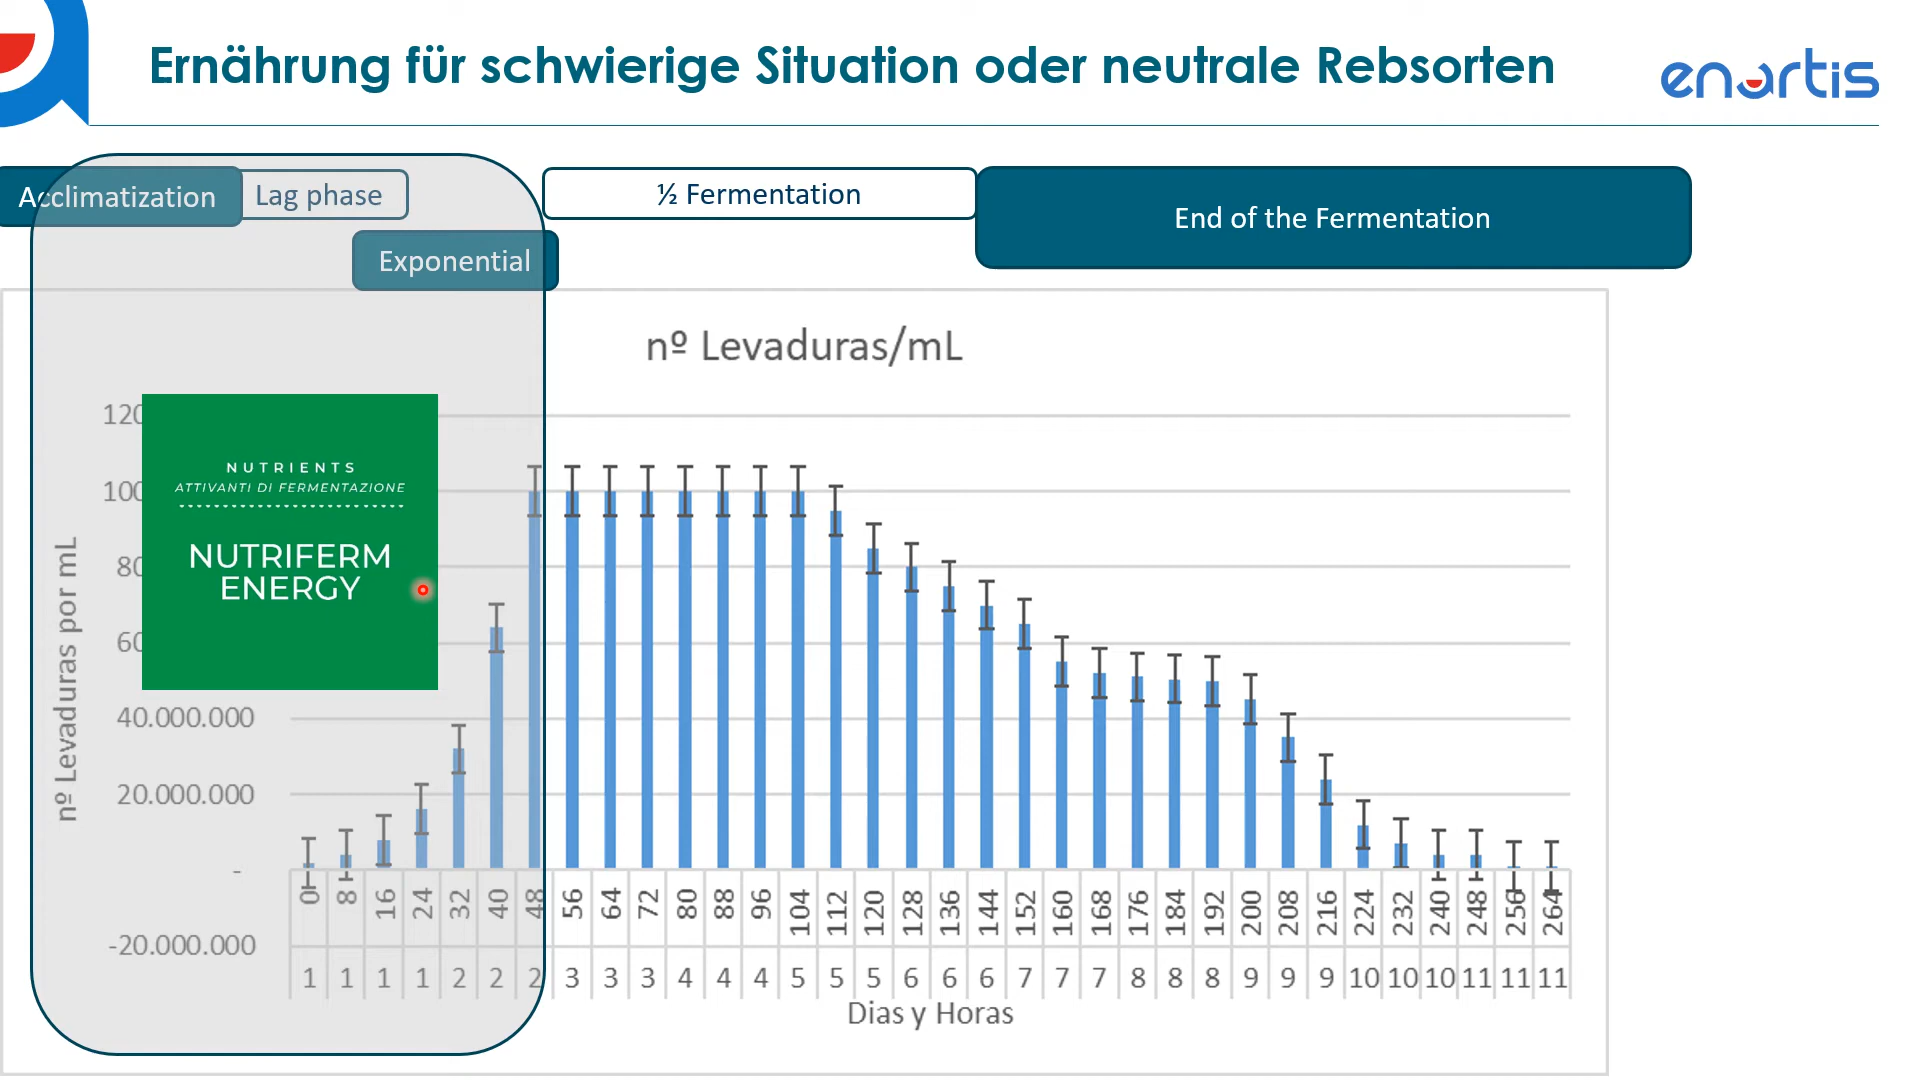 Ernährung für schwierige Situation oder neutrale Rebsorten
enartis
Acclimatization
Lag phase
½ Fermentation
End of the Fermentation
Exponential
nº Levaduras/mL
nº Levaduras por mL
120
100
80
60
40.000.000
20.000.000
-
-20.000.000
NUTRIENTS
ATTIVANTI DI FERMENTAZIONE
NUTRIFERM
ENERGY
0 8 16 24 32 40 48 56 64 72 80 88 96 104 112 120 128 136 144 152 160 168 176 184 192 200 208 216 224 232 240 248 256 264
1 1 1 1 2 2 2 3 3 3 4 4 4 5 5 5 6 6 6 7 7 7 8 8 8 9 9 9 10 10 10 11 11 11
Dias y Horas